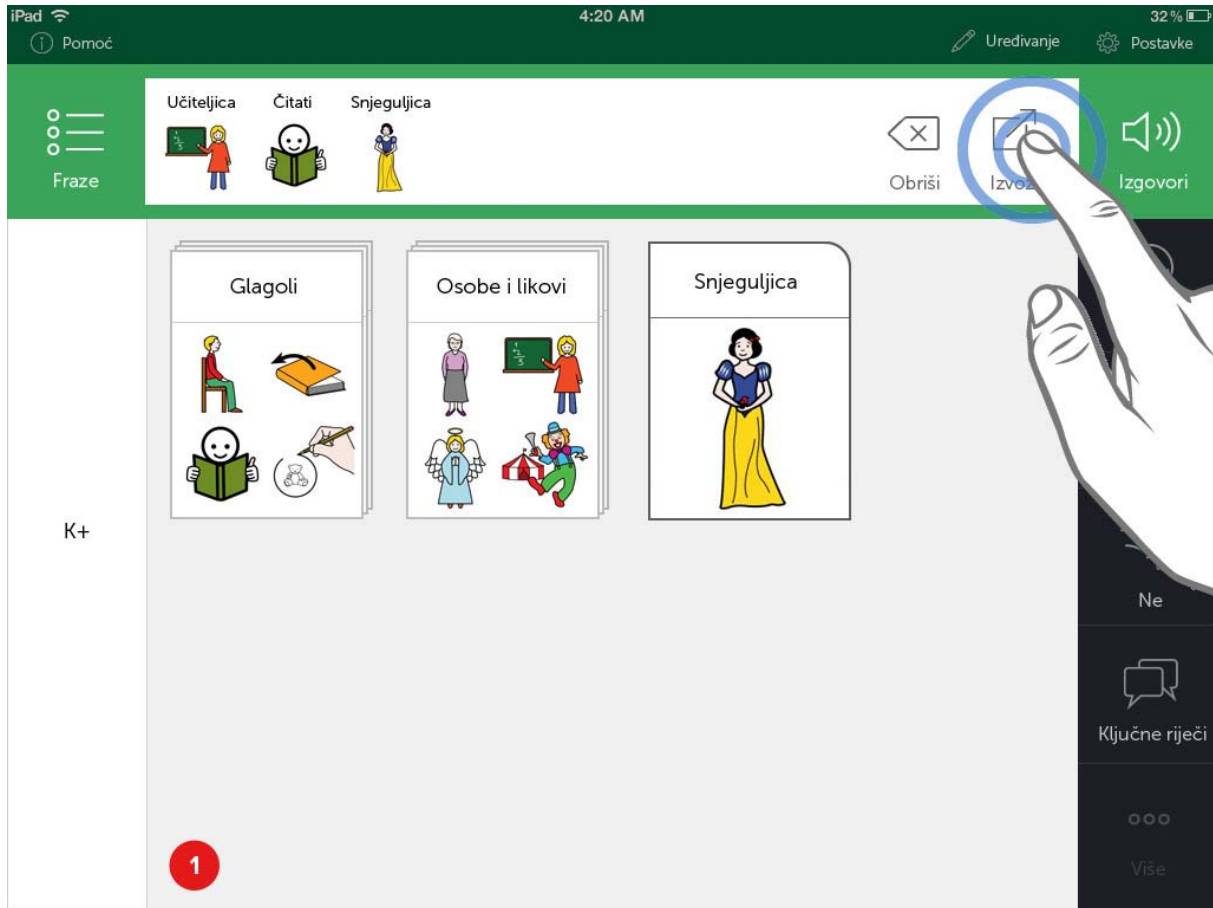 iPad 4:20 AM 32%
Pomoć Uređivanje Postavke
Učiteljica Čitati Snjeguljica
Fraze Obriši Izgovori
Glagoli Osobe i likovi Snjeguljica
K+
Ne
Ključne riječi
1
Više